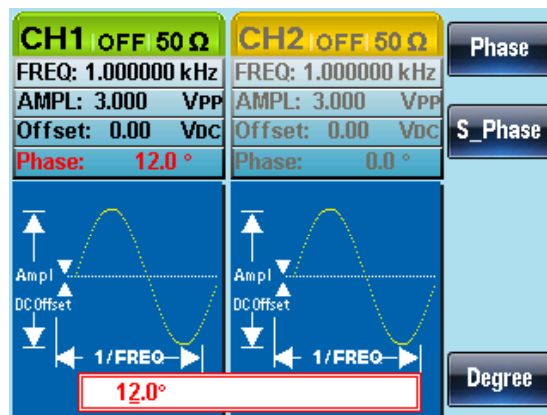 CH1 OFF 50 Ω
FREQ: 1.000000 kHz
AMPL: 3.000 VPP
Offset: 0.00 VDC
Phase: 12.0 °
Ampl
DC Offset
1/FREQ
CH2 OFF 50 Ω
FREQ: 1.000000 kHz
AMPL: 3.000 VPP
Offset: 0.00 VDC
Phase: 0.0 °
Ampl
DC Offset
1/FREQ
12.0°
Phase
S_Phase
Degree